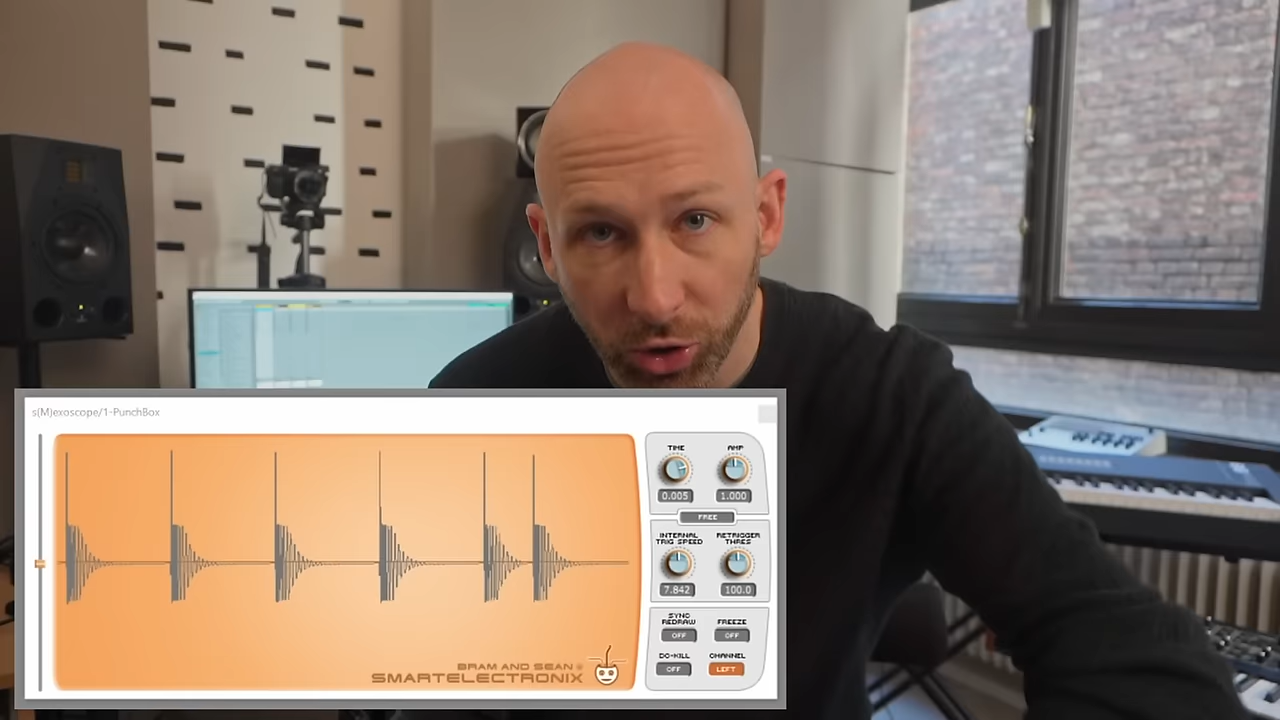 s(M)exoscope/1-PunchBox
TIME AMP
0.005 1.000
FREE
INTERNAL TRIG SPEED
RETRIGGER THRES
7.842 100.0
SYNC REDRAW
FREEZE
OFF OFF
DC-KILL CHANNEL
OFF LEFT
BRAM AND SEAN @
SMARTELECTRONIX